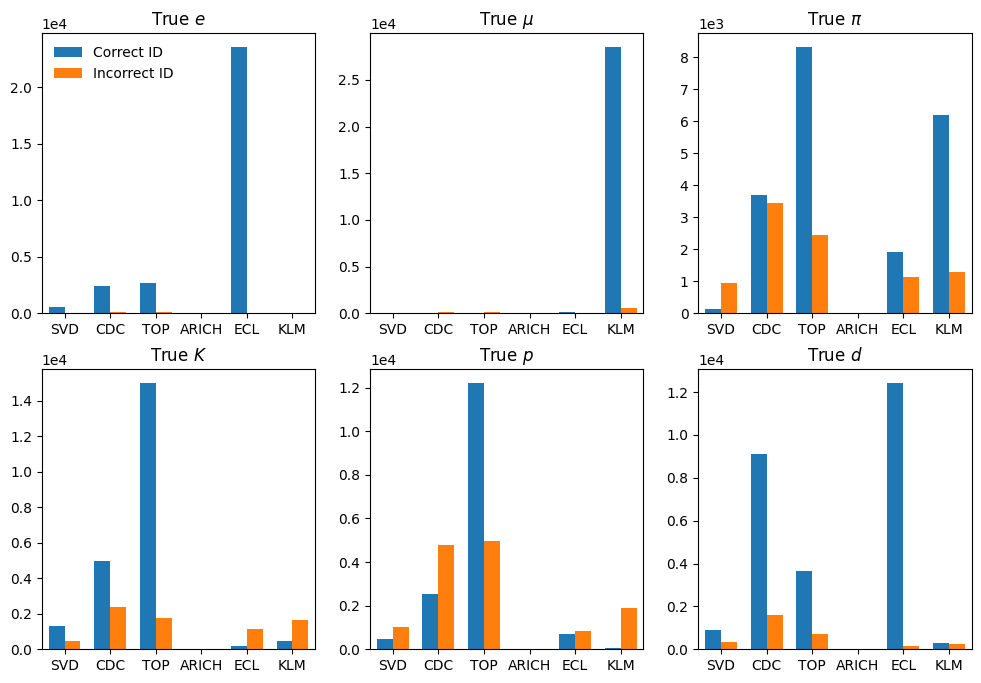 True e
1e4
Correct ID
Incorrect ID
2.0
1.5
1.0
0.5
0.0
SVD CDC TOP ARICH ECL KLM
True μ
1e4
2.5
2.0
1.5
1.0
0.5
0.0
SVD CDC TOP ARICH ECL KLM
True π
1e3
8
7
6
5
4
3
2
1
0
SVD CDC TOP ARICH ECL KLM
True K
1e4
1.4
1.2
1.0
0.8
0.6
0.4
0.2
0.0
SVD CDC TOP ARICH ECL KLM
True p
1e4
1.2
1.0
0.8
0.6
0.4
0.2
0.0
SVD CDC TOP ARICH ECL KLM
True d
1e4
1.2
1.0
0.8
0.6
0.4
0.2
0.0
SVD CDC TOP ARICH ECL KLM